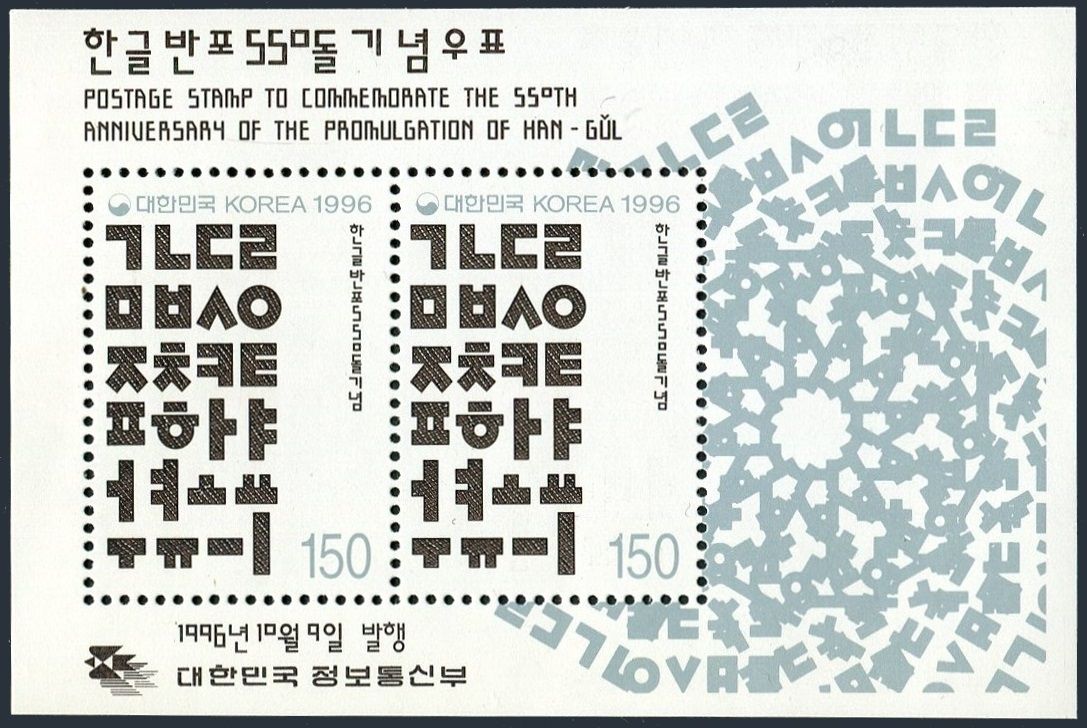 한글반포550돌 기념우표
POSTAGE STAMP TO COMMEMORATE THE 550TH
ANNIVERSARY OF THE PROMULGATION OF HAN-GŬL
대한민국 KOREA 1996
ㄱㄴㄷㄹ
ㅁㅂㅅㅇ
ㅈㅊㅋㅌ
ㅍㅎㅏㅑ
ㅓㅕㅗㅛ
ㅜㅠㅡㅣ
한글반포550돌기념
150
대한민국 KOREA 1996
ㄱㄴㄷㄹ
ㅁㅂㅅㅇ
ㅈㅊㅋㅌ
ㅍㅎㅏㅑ
ㅓㅕㅗㅛ
ㅜㅠㅡㅣ
한글반포550돌기념
150
1996년 10월 9일 발행
대한민국 정보통신부